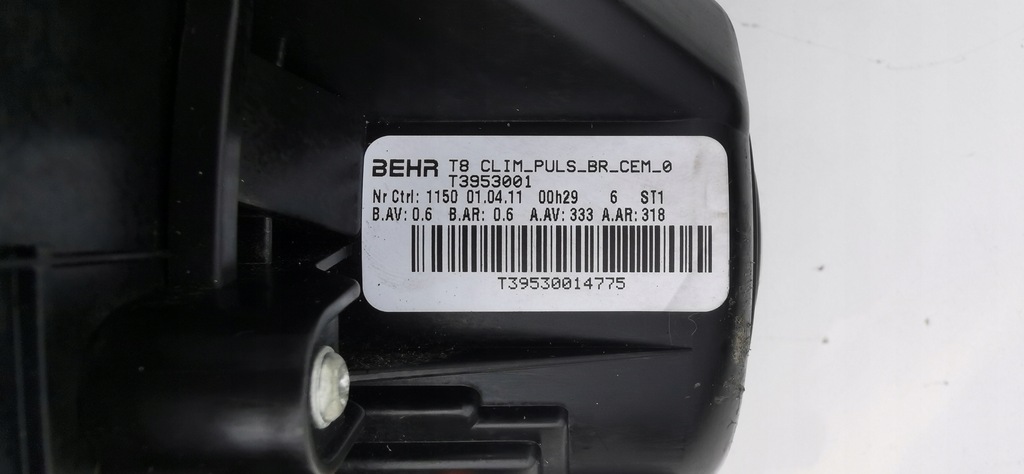 BEHR T8 CLIM_PULS_BR_CEM_0
T3953001
Nr Ctrl: 1150 01.04.11 00h29 6 ST1
B.AV: 0.6 B.AR: 0.6 A.AV: 333 A.AR: 318
T39530014775